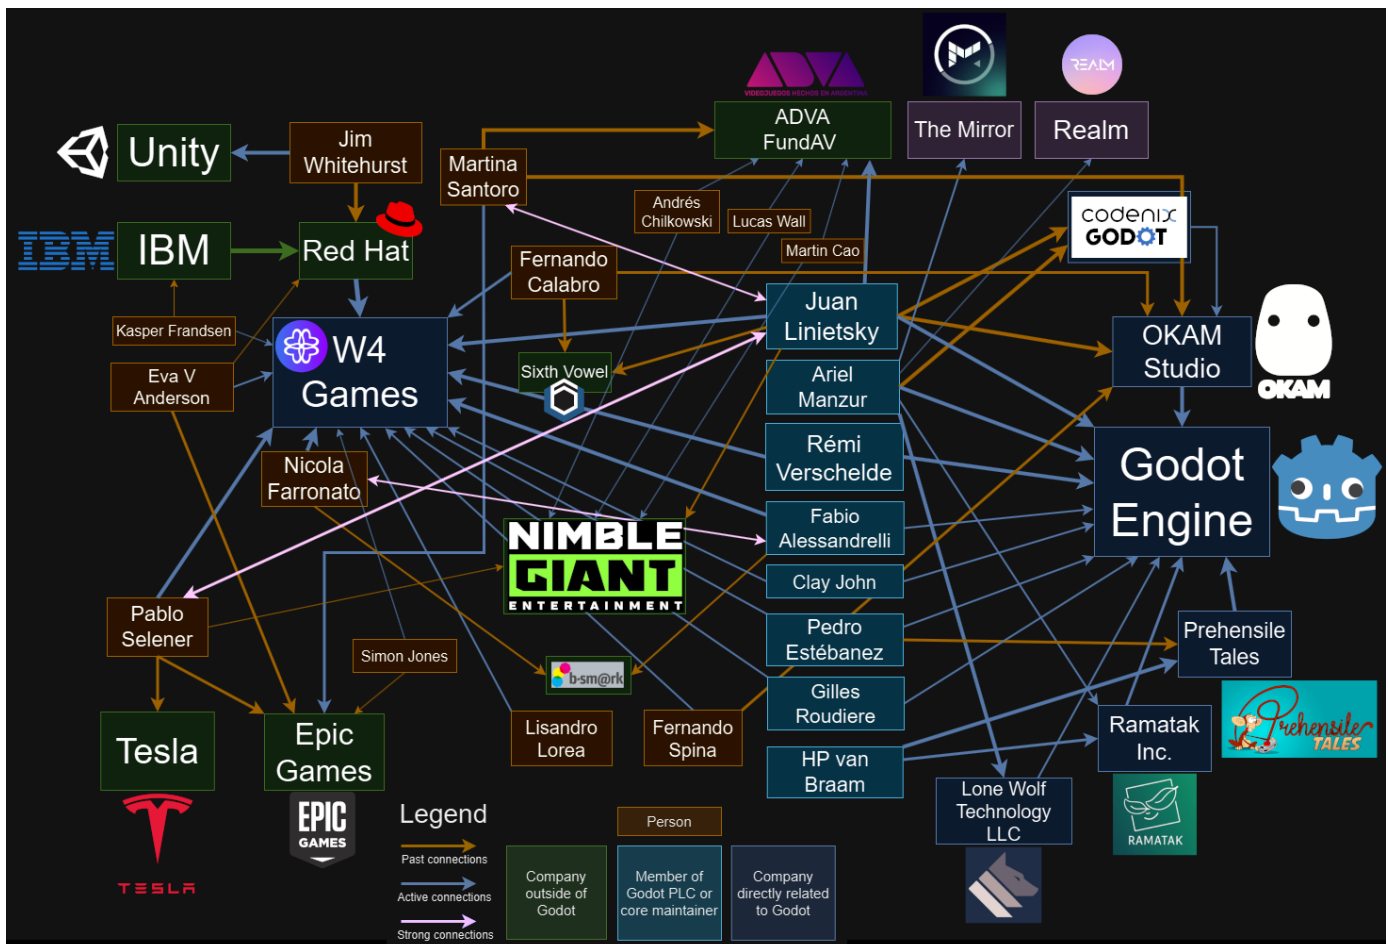 ADVA
VIDEOJUEGOS HECHOS EN ARGENTINA
REALM
ADVA
FundAV
The Mirror
Realm
Unity
Jim
Whitehurst
Martina
Santoro
Andrés
Chilkowski
Lucas Wall
Martin Cao
codenix
GODOT
IBM
IBM
Red Hat
Fernando
Calabro
Juan
Linietsky
Kasper Frandsen
W4
Games
Sixth Vowel
OKAM
Studio
OKAM
Eva V
Anderson
Ariel
Manzur
Rémi
Verschelde
Godot
Engine
Nicola
Farronato
Fabio
Alessandrelli
NIMBLE
GIANT
ENTERTAINMENT
Clay John
Pablo
Selener
Pedro
Estébanez
Prehensile
Tales
Simon Jones
b-sm@rk
Gilles
Roudiere
Lisandro
Lorea
Fernando
Spina
Ramatak
Inc.
Prehensile
TALES
Tesla
Epic
Games
HP van
Braam
Lone Wolf
Technology
LLC
RAMATAK
TESLA
EPIC
GAMES
Legend
Past connections
Active connections
Strong connections
Person
Company
outside of
Godot
Member of
Godot PLC or
core maintainer
Company
directly related
to Godot